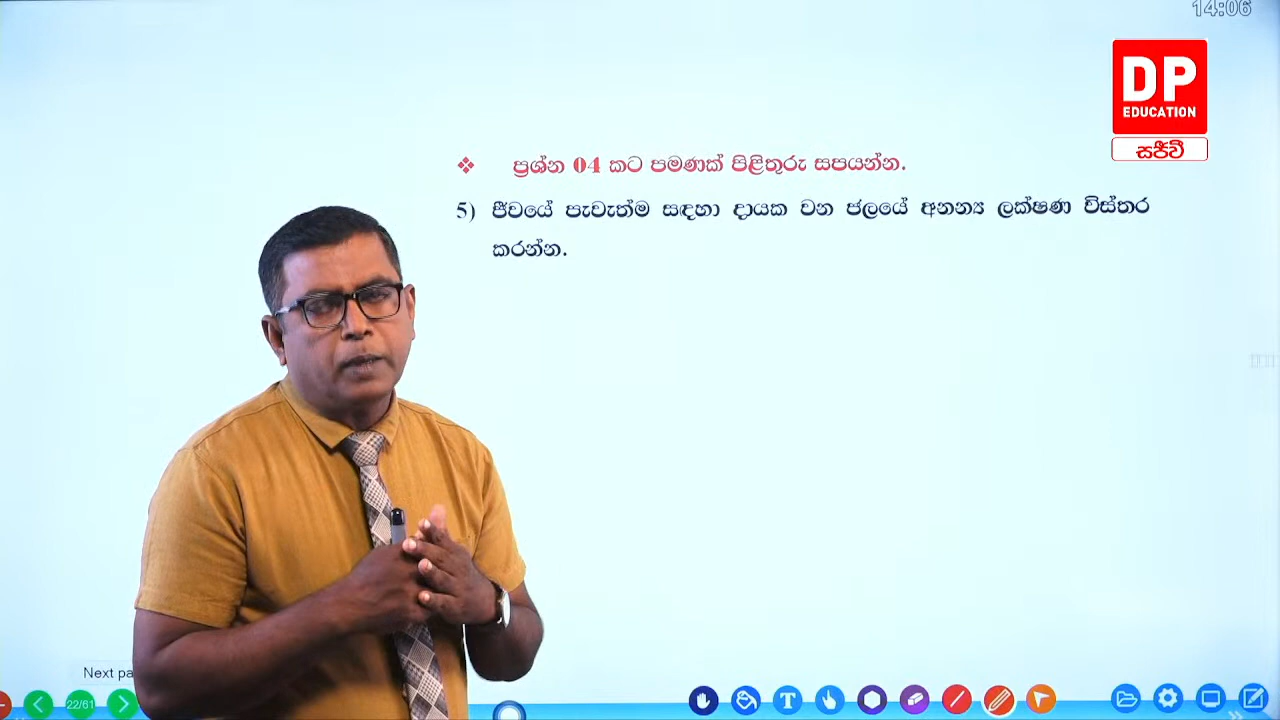 14:06
DP
EDUCATION
සජීවී
❖ ප්‍රශ්න 04 කට පමණක් පිළිතුරු සපයන්න.
5) ජීවයේ පැවැත්ම සඳහා දායක වන ජලයේ අනන්‍ය ලක්ෂණ විස්තර
කරන්න.
Next pa
22/61
T